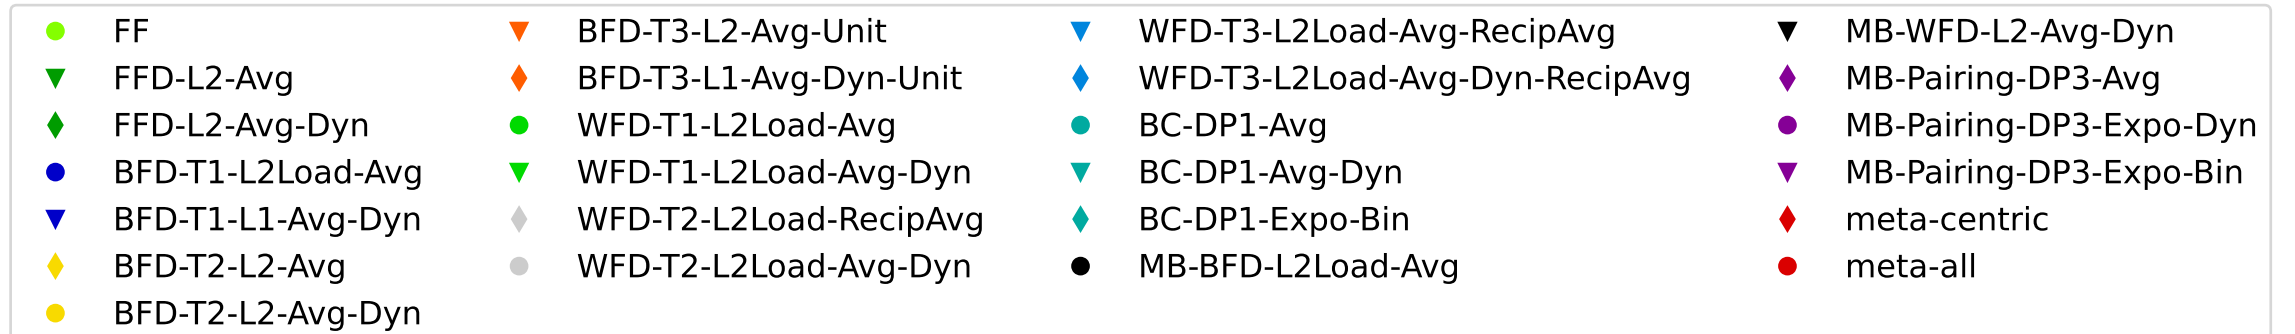 FF
FFD-L2-Avg
FFD-L2-Avg-Dyn
BFD-T1-L2Load-Avg
BFD-T1-L1-Avg-Dyn
BFD-T2-L2-Avg
BFD-T2-L2-Avg-Dyn
BFD-T3-L2-Avg-Unit
BFD-T3-L1-Avg-Dyn-Unit
WFD-T1-L2Load-Avg
WFD-T1-L2Load-Avg-Dyn
WFD-T2-L2Load-RecipAvg
WFD-T2-L2Load-Avg-Dyn
WFD-T3-L2Load-Avg-RecipAvg
WFD-T3-L2Load-Avg-Dyn-RecipAvg
BC-DP1-Avg
BC-DP1-Avg-Dyn
BC-DP1-Expo-Bin
MB-BFD-L2Load-Avg
MB-WFD-L2-Avg-Dyn
MB-Pairing-DP3-Avg
MB-Pairing-DP3-Expo-Dyn
MB-Pairing-DP3-Expo-Bin
meta-centric
meta-all